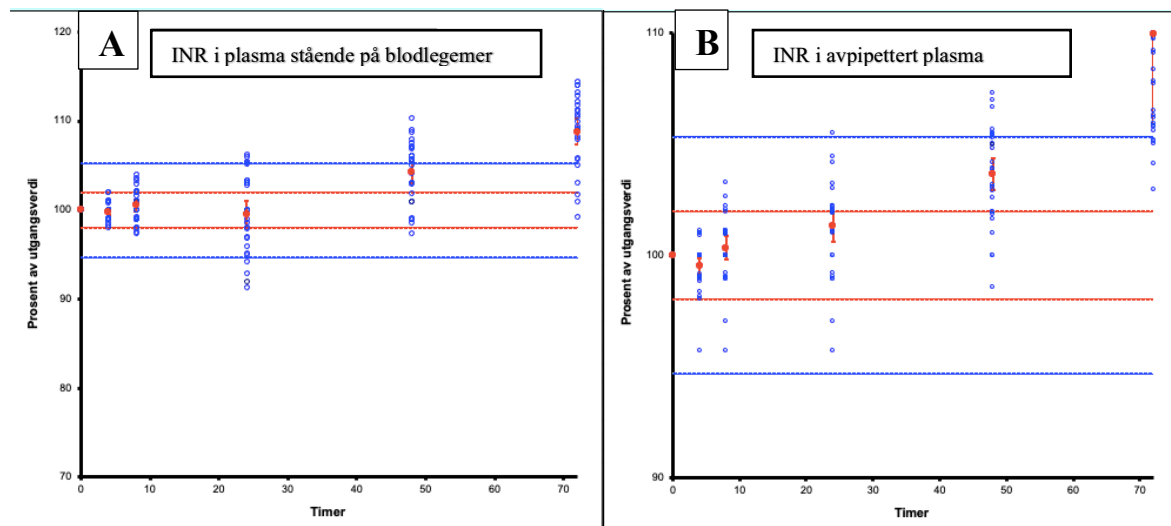 A
INR i plasma stående på blodlegemer
Prosent av utgangsverdi
120
110
100
90
80
70
0 10 20 30 40 50 60 70
Timer
B
INR i avpipettert plasma
Prosent av utgangsverdi
110
100
90
0 10 20 30 40 50 60 70
Timer